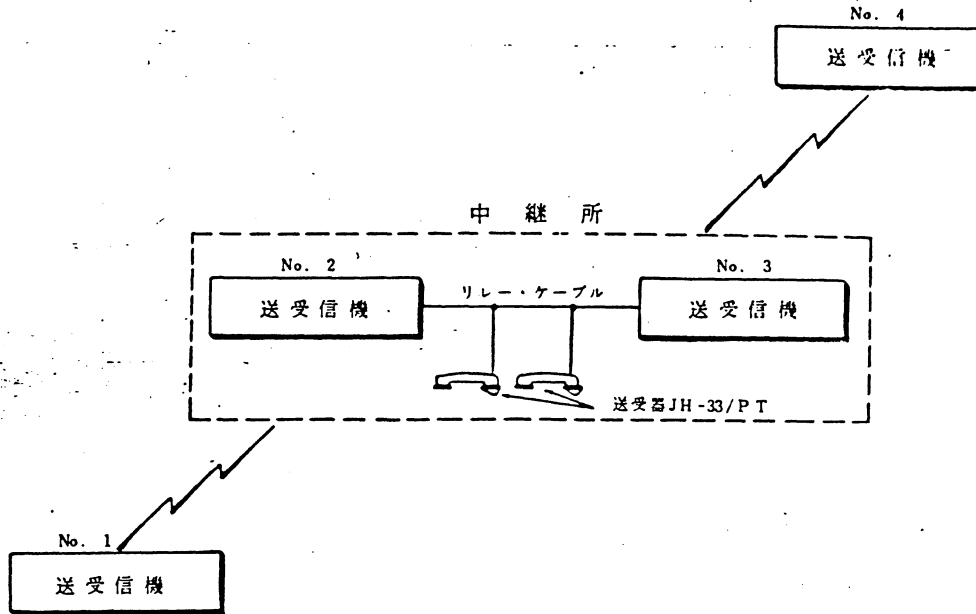 No. 4
送受信機
中継所
No. 2
No. 3
送受信機
リレー・ケーブル
送受信機
送受器JH-33/PT
No. 1
送受信機